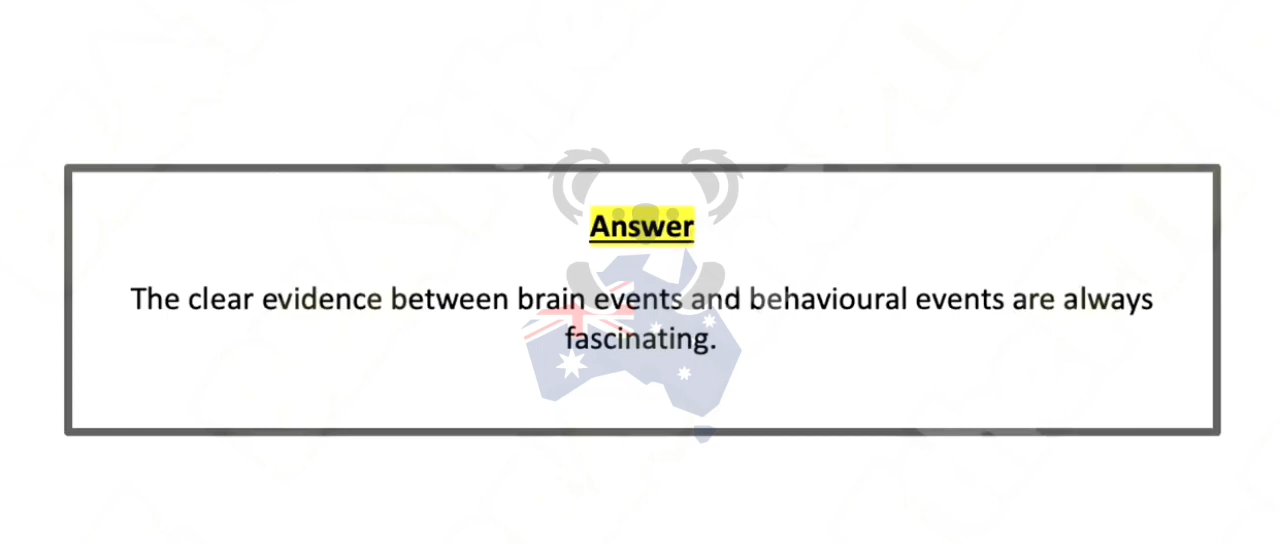 Answer
The clear evidence between brain events and behavioural events are always
fascinating.